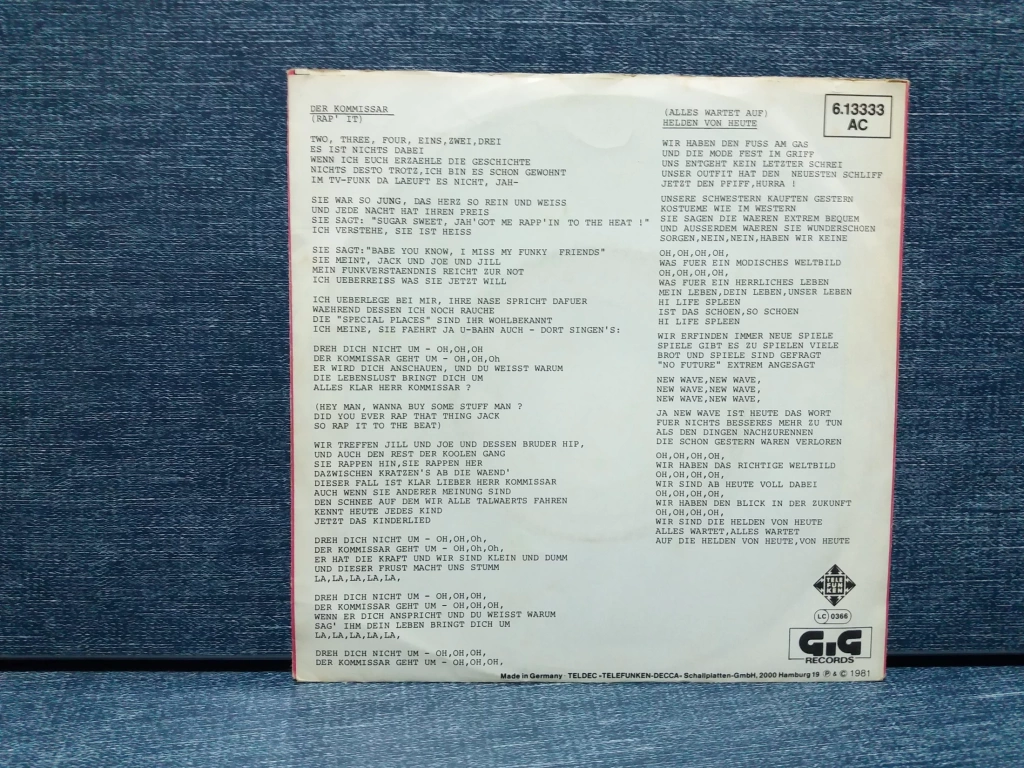 DER KOMMISSAR
(RAP' IT)
TWO, THREE, FOUR, EINS,ZWEI,DREI
ES IST NICHTS DABEI
WENN ICH EUCH ERZAEHLE DIE GESCHICHTE
NICHTS DESTO TROTZ,ICH BIN ES SCHON GEWOHNT
IM TV-FUNK DA LAEUFT ES NICHT, JAH-
SIE WAR SO JUNG, DAS HERZ SO REIN UND WEISS
UND JEDE NACHT HAT IHREN PREIS
SIE SAGT: "SUGAR SWEET, JAH'GOT ME RAPP'IN TO THE HEAT !"
ICH VERSTEHE, SIE IST HEISS
SIE SAGT:"BABE YOU KNOW, I MISS MY FUNKY FRIENDS"
SIE MEINT, JACK UND JOE UND JILL
MEIN FUNKVERSTAENDNIS REICHT ZUR NOT
ICH UEBERREISS WAS SIE JETZT WILL
ICH UEBERLEGE BEI MIR, IHRE NASE SPRICHT DAFUER
WAEHREND DESSEN ICH NOCH RAUCHE
DIE "SPECIAL PLACES" SIND IHR WOHLBEKANNT
ICH MEINE, SIE FAEHRT JA U-BAHN AUCH - DORT SINGEN'S:
DREH DICH NICHT UM - OH,OH,OH
DER KOMMISSAR GEHT UM - OH,OH,Oh
ER WIRD DICH ANSCHAUEN, UND DU WEISST WARUM
DIE LEBENSLUST BRINGT DICH UM
ALLES KLAR HERR KOMMISSAR ?
(HEY MAN, WANNA BUY SOME STUFF MAN ?
DID YOU EVER RAP THAT THING JACK
SO RAP IT TO THE BEAT)
WIR TREFFEN JILL UND JOE UND DESSEN BRUDER HIP,
UND AUCH DEN REST DER KOOLEN GANG
SIE RAPPEN HIN,SIE RAPPEN HER
DAZWISCHEN KRATZEN'S AB DIE WAEND'
DIESER FALL IST KLAR LIEBER HERR KOMMISSAR
AUCH WENN SIE ANDERER MEINUNG SIND
DEN SCHNEE AUF DEM WIR ALLE TALWAERTS FAHREN
KENNT HEUTE JEDES KIND
JETZT DAS KINDERLIED
DREH DICH NICHT UM - OH,OH,Oh,
DER KOMMISSAR GEHT UM - OH,Oh,Oh,
ER HAT DIE KRAFT UND WIR SIND KLEIN UND DUMM
UND DIESER FRUST MACHT UNS STUMM
LA,LA,LA,LA,LA,
DREH DICH NICHT UM - OH,OH,OH,
DER KOMMISSAR GEHT UM - OH,OH,OH,
WENN ER DICH ANSPRICHT UND DU WEISST WARUM
SAG' IHM DEIN LEBEN BRINGT DICH UM
LA,LA,LA,LA,LA,
DREH DICH NICHT UM - OH,OH,OH,
DER KOMMISSAR GEHT UM - OH,OH,OH,
(ALLES WARTET AUF)
HELDEN VON HEUTE
6.13333
AC
WIR HABEN DEN FUSS AM GAS
UND DIE MODE FEST IM GRIFF
UNS ENTGEHT KEIN LETZTER SCHREI
UNSER OUTFIT HAT DEN NEUESTEN SCHLIFF
JETZT DEN PFIFF,HURRA !
UNSERE SCHWESTERN KAUFTEN GESTERN
KOSTUEME WIE IM WESTERN
SIE SAGEN DIE WAEREN EXTREM BEQUEM
UND AUSSERDEM WAEREN SIE WUNDERSCHOEN
SORGEN,NEIN,NEIN,HABEN WIR KEINE
OH,OH,OH,OH,
WAS FUER EIN MODISCHES WELTBILD
OH,OH,OH,OH,
WAS FUER EIN HERRLICHES LEBEN
MEIN LEBEN,DEIN LEBEN,UNSER LEBEN
HI LIFE SPLEEN
IST DAS SCHOEN,SO SCHOEN
HI LIFE SPLEEN
WIR ERFINDEN IMMER NEUE SPIELE
SPIELE GIBT ES ZU SPIELEN VIELE
BROT UND SPIELE SIND GEFRAGT
"NO FUTURE" EXTREM ANGESAGT
NEW WAVE,NEW WAVE,
NEW WAVE,NEW WAVE,
NEW WAVE,NEW WAVE,
JA NEW WAVE IST HEUTE DAS WORT
FUER NICHTS BESSERES MEHR ZU TUN
ALS DEN DINGEN NACHZURENNEN
DIE SCHON GESTERN WAREN VERLOREN
OH,OH,OH,OH,
WIR HABEN DAS RICHTIGE WELTBILD
OH,OH,OH,OH,
WIR SIND AB HEUTE VOLL DABEI
OH,OH,OH,OH,
WIR HABEN DEN BLICK IN DER ZUKUNFT
OH,OH,OH,OH,
WIR SIND DIE HELDEN VON HEUTE
ALLES WARTET,ALLES WARTET
AUF DIE HELDEN VON HEUTE,VON HEUTE
TELE
FUN
KEN
LC 0366
GiG
RECORDS
Made in Germany TELDEC »TELEFUNKEN-DECCA« Schallplatten-GmbH, 2000 Hamburg 19 ℗ & © 1981